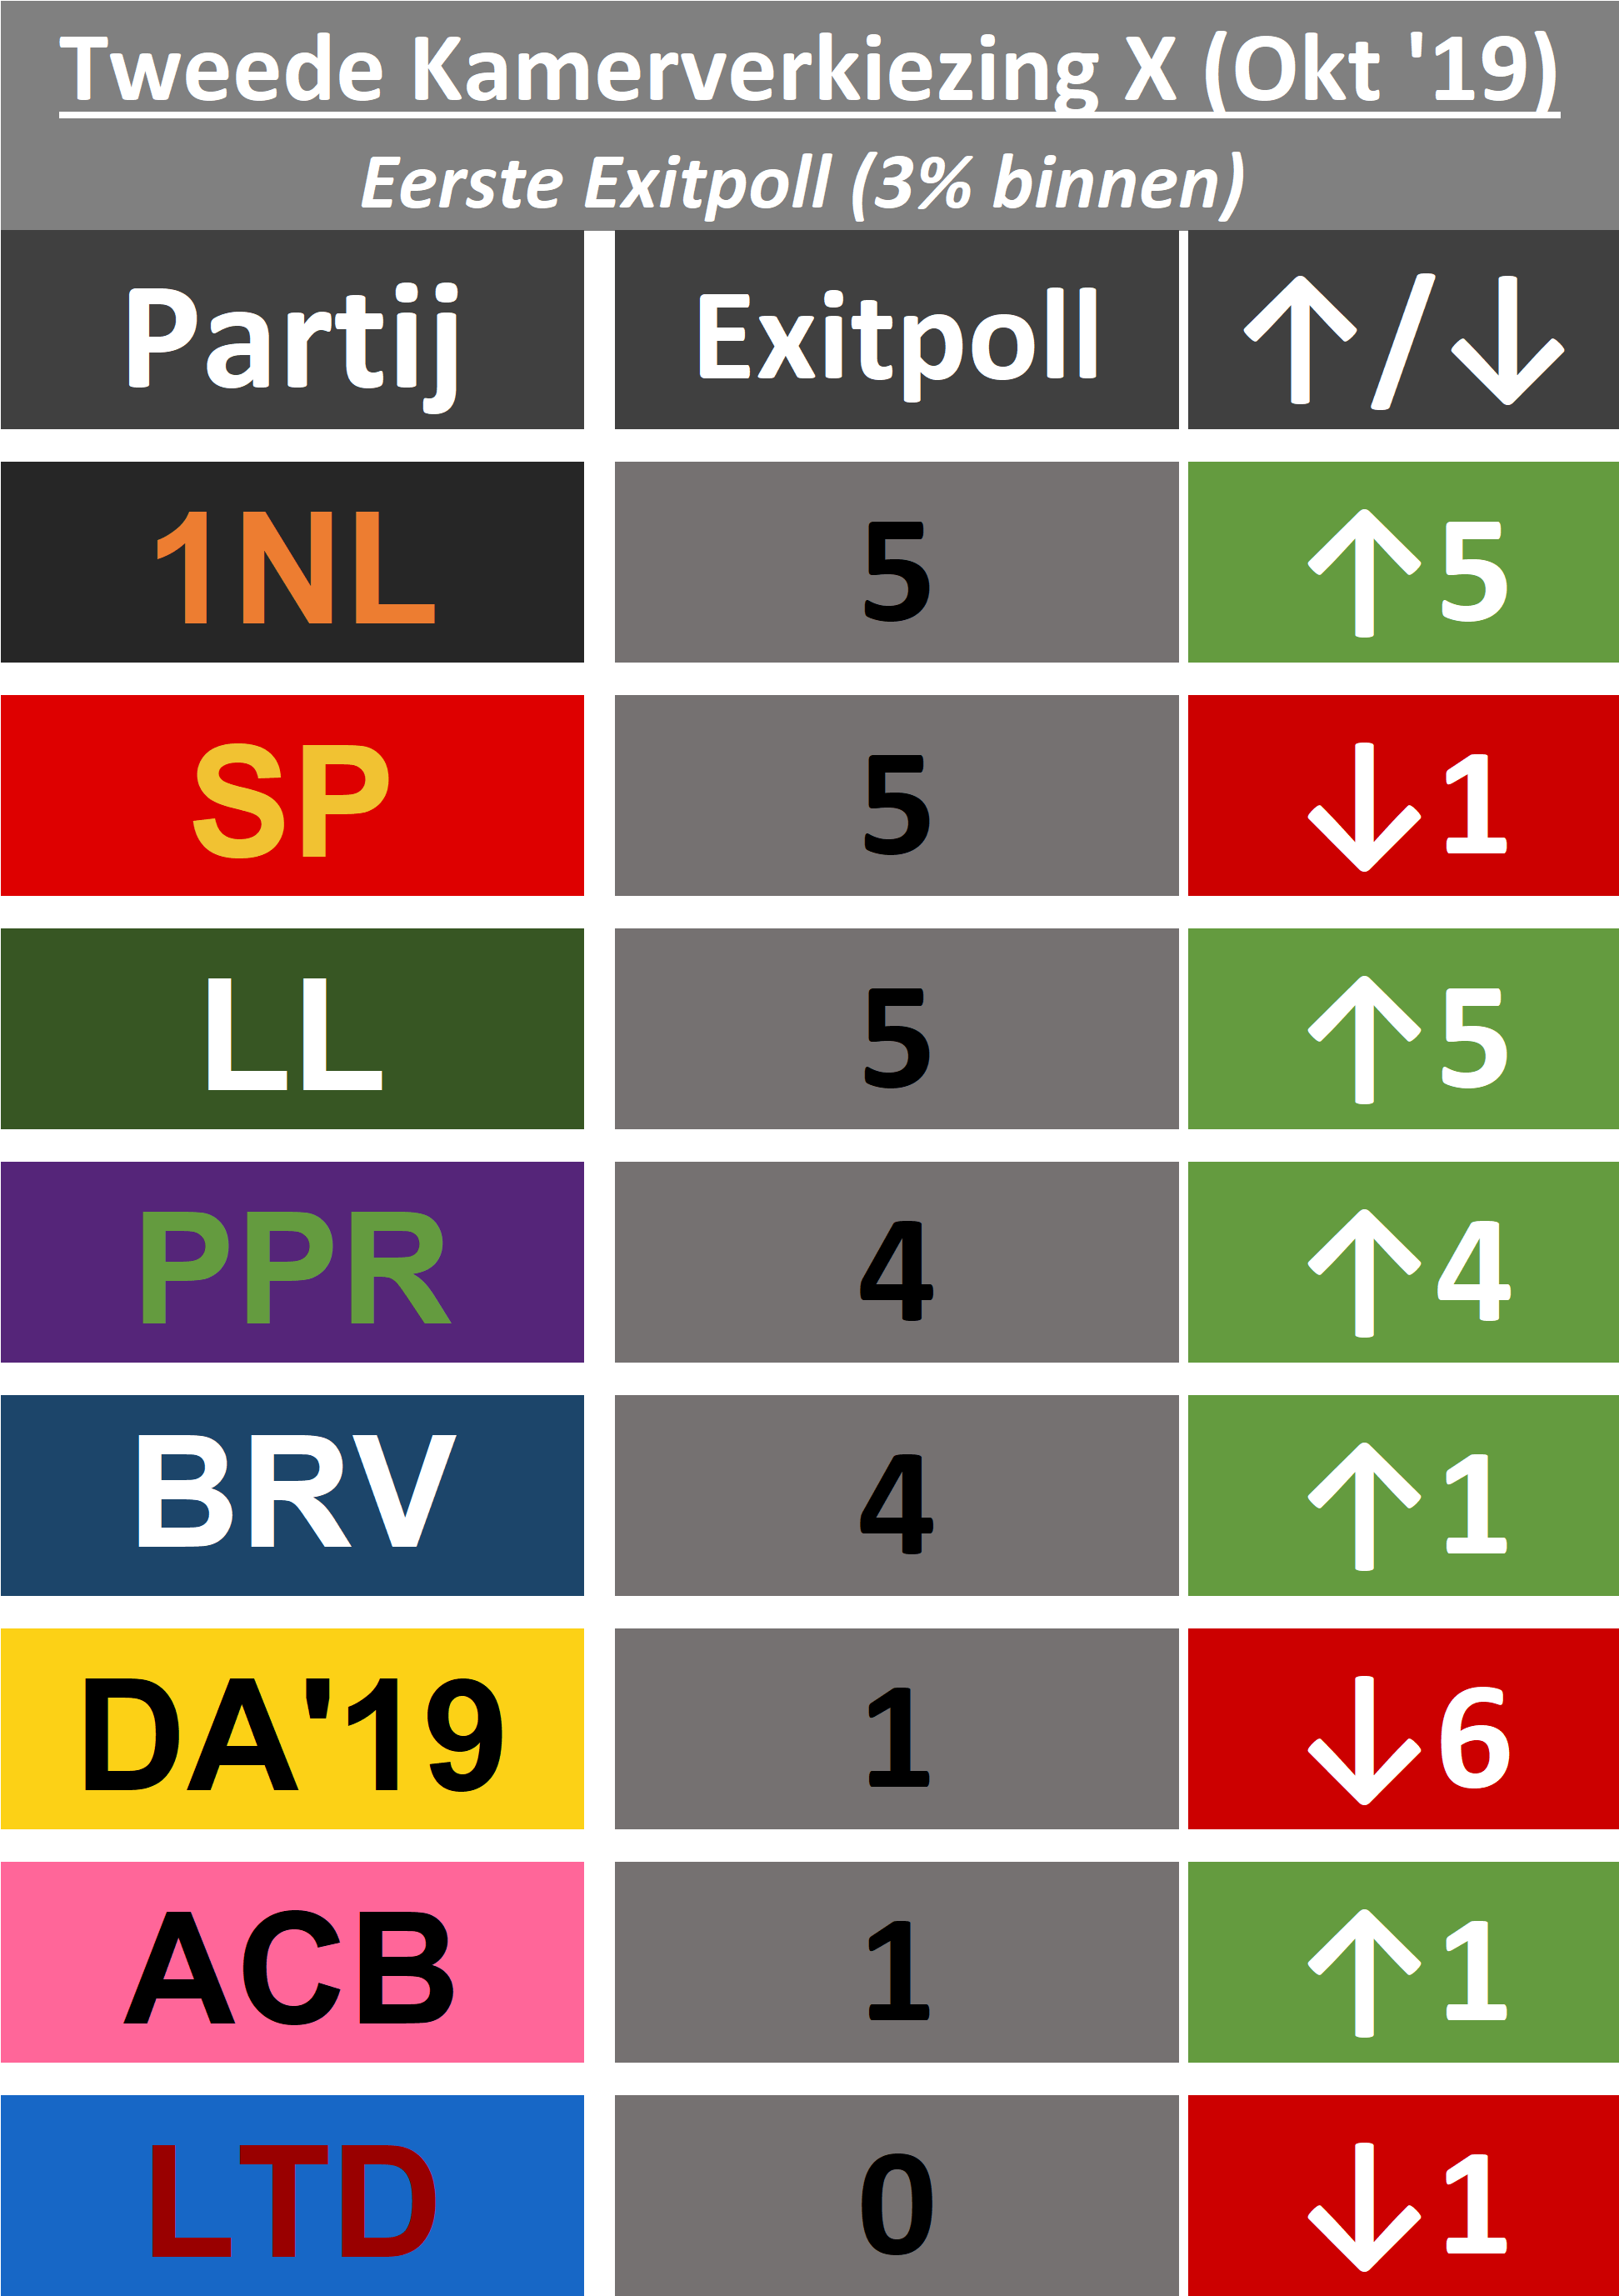 Tweede Kamerverkiezing X (Okt '19)
Eerste Exitpoll (3% binnen)
Partij Exitpoll ↑/↓
1NL 5 ↑5
SP 5 ↓1
LL 5 ↑5
PPR 4 ↑4
BRV 4 ↑1
DA'19 1 ↓6
ACB 1 ↑1
LTD 0 ↓1